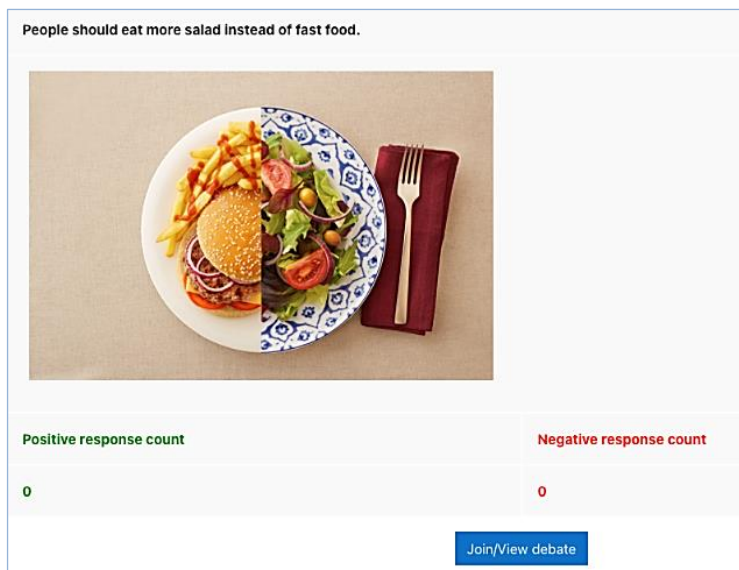 People should eat more salad instead of fast food.
Positive response count
Negative response count
0
0
Join/View debate